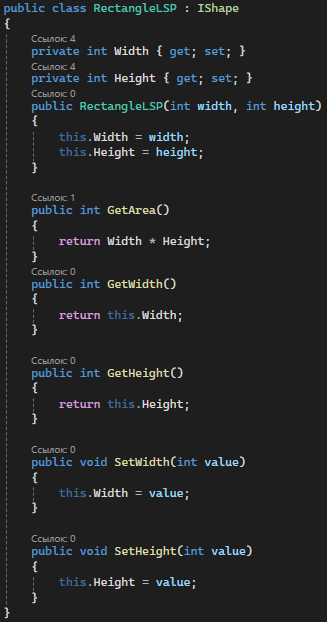 public class RectangleLSP : IShape
{
Ссылок: 4
private int Width { get; set; }
Ссылок: 4
private int Height { get; set; }
Ссылок: 0
public RectangleLSP(int width, int height)
{
this.Width = width;
this.Height = height;
}
Ссылок: 1
public int GetArea()
{
return Width * Height;
}
Ссылок: 0
public int GetWidth()
{
return this.Width;
}
Ссылок: 0
public int GetHeight()
{
return this.Height;
}
Ссылок: 0
public void SetWidth(int value)
{
this.Width = value;
}
Ссылок: 0
public void SetHeight(int value)
{
this.Height = value;
}
}